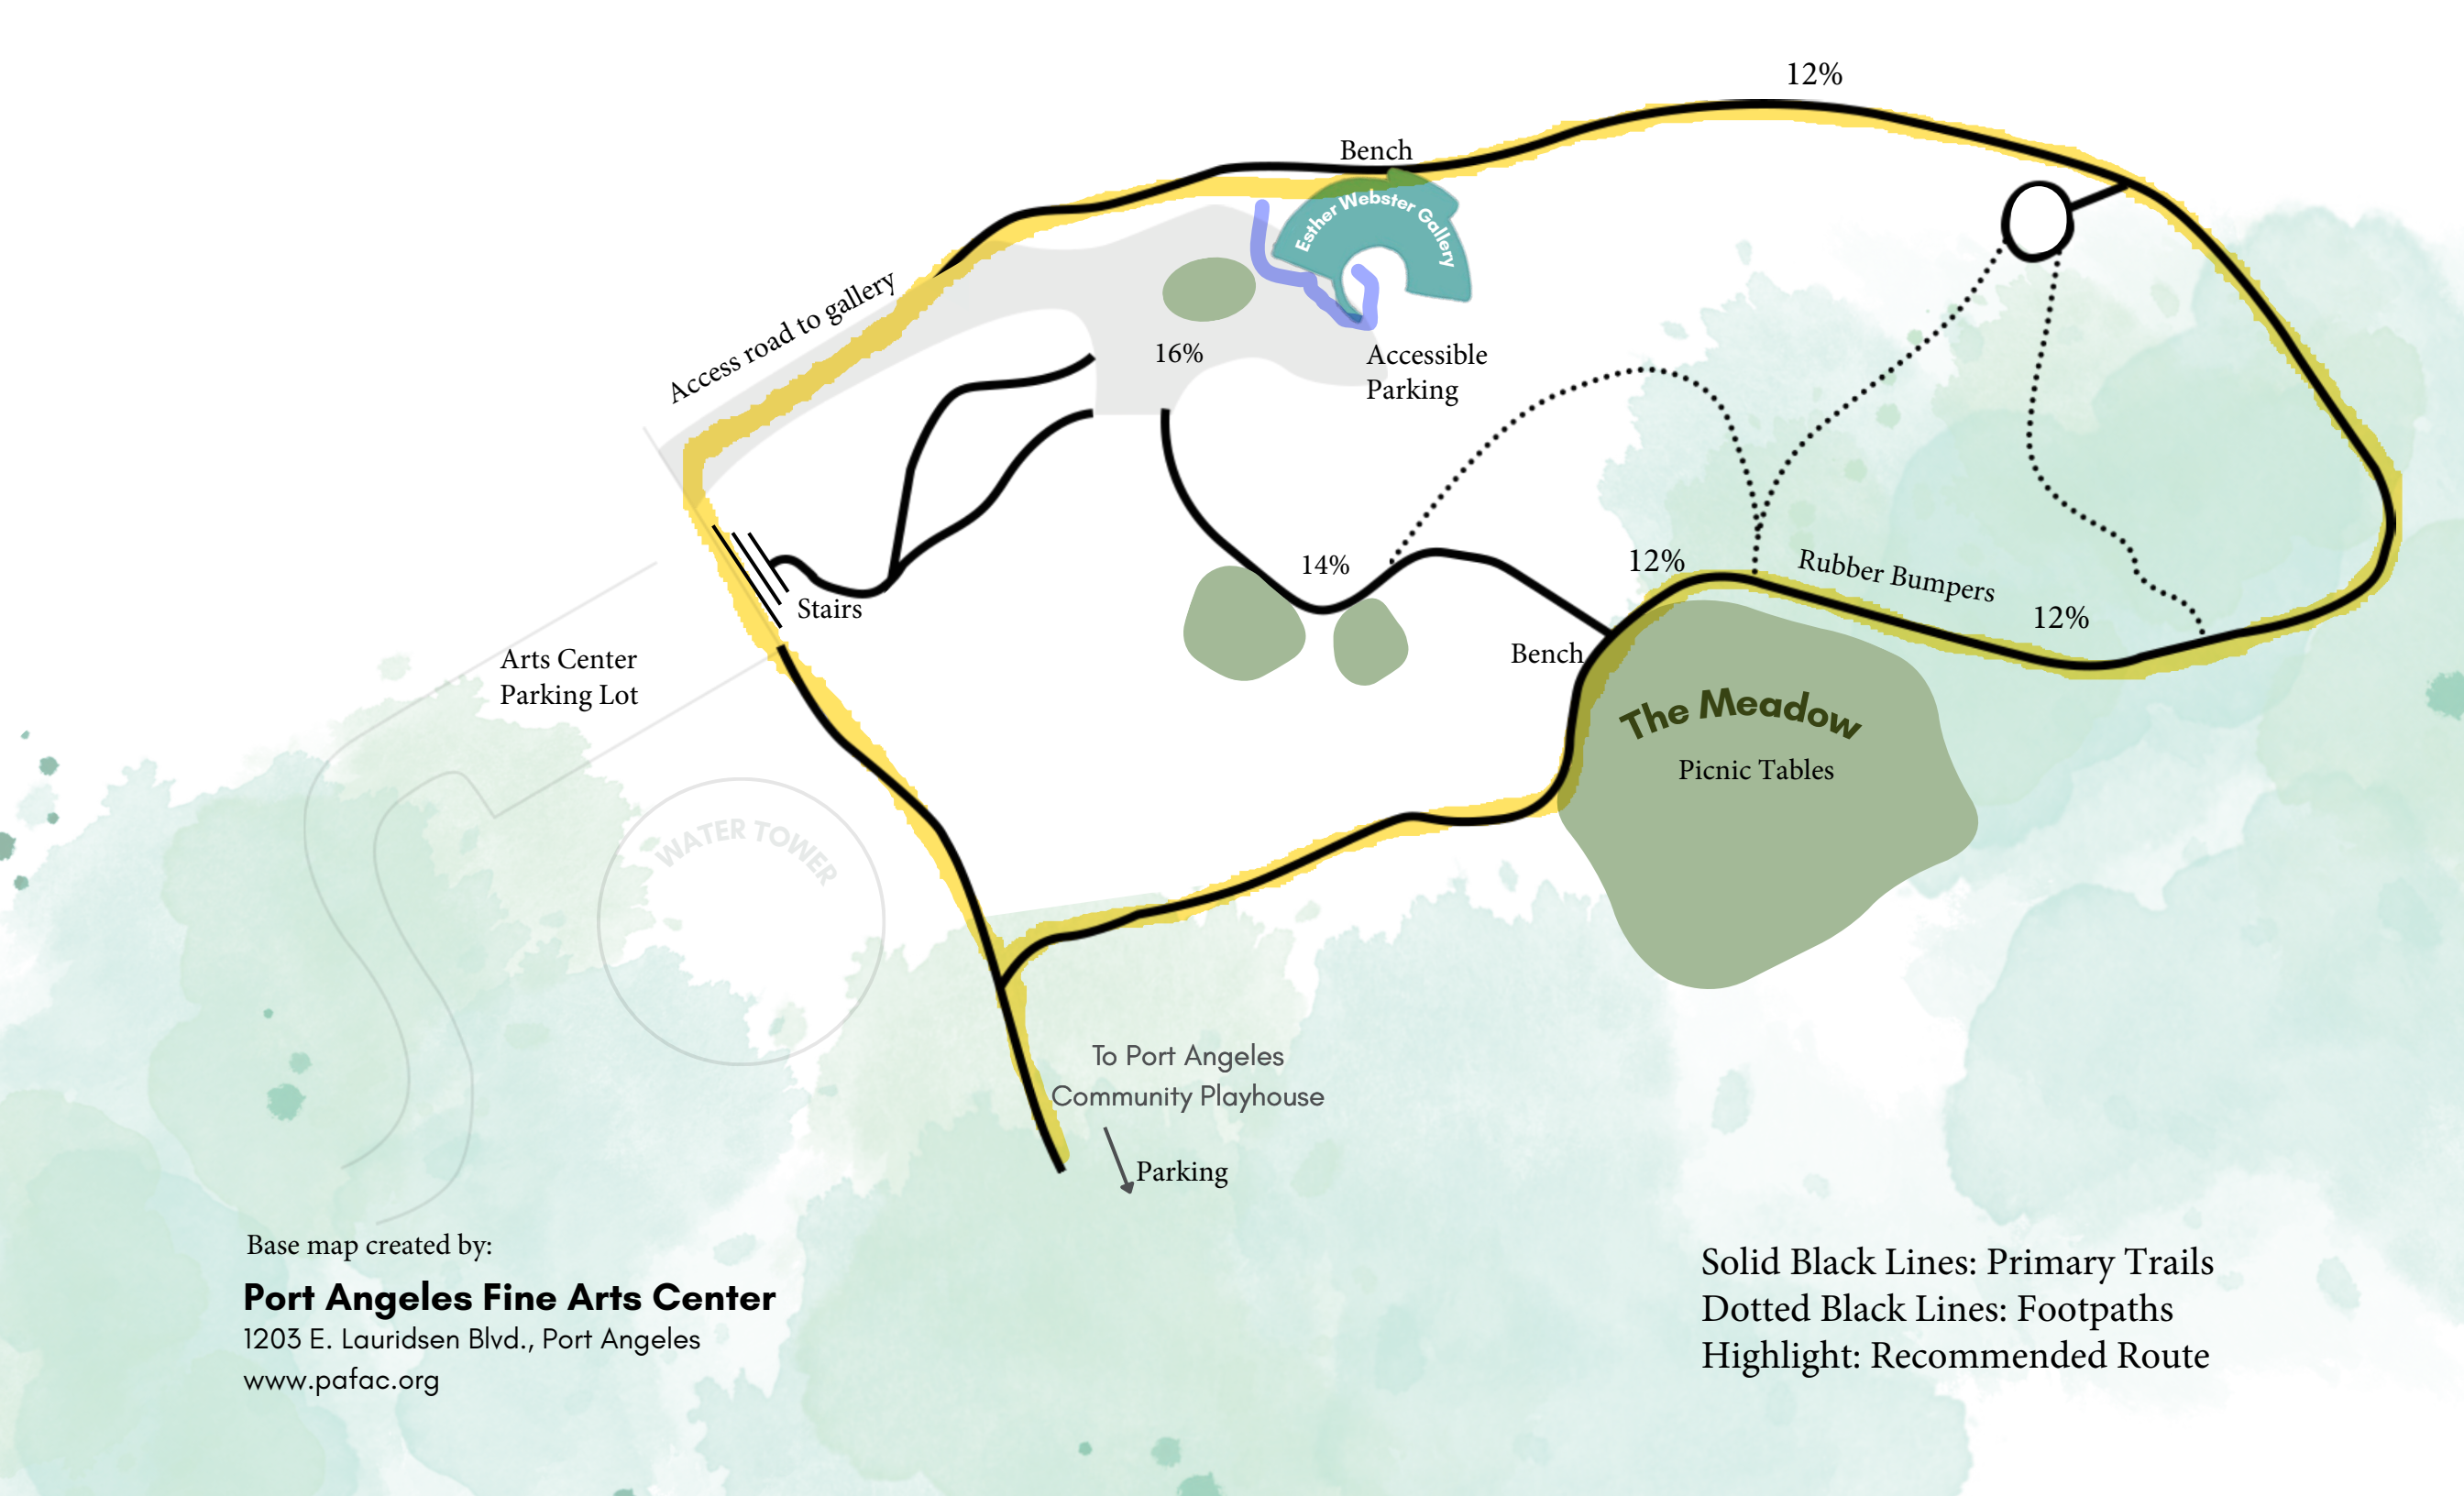 12%
Bench
Esther Webster Gallery
Access road to gallery
16%
Accessible
Parking
14%
12%
Rubber Bumpers
12%
Stairs
Bench
Arts Center
Parking Lot
The Meadow
Picnic Tables
WATER TOWER
To Port Angeles
Community Playhouse
Parking
Base map created by:
Port Angeles Fine Arts Center
1203 E. Lauridsen Blvd., Port Angeles
www.pafac.org
Solid Black Lines: Primary Trails
Dotted Black Lines: Footpaths
Highlight: Recommended Route